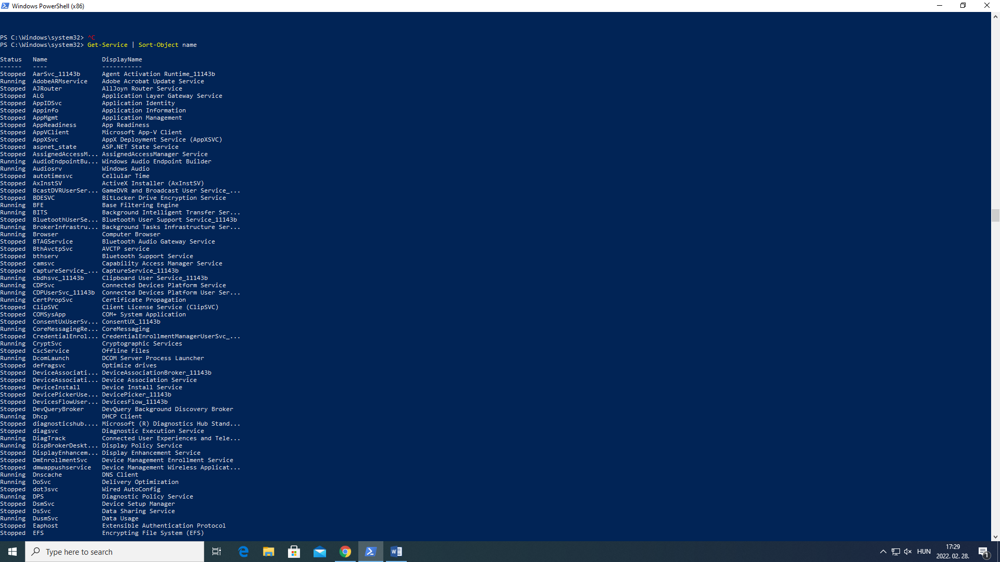 Windows PowerShell (x86)
PS C:\Windows\system32> ^C
PS C:\Windows\system32> Get-Service | Sort-Object name
Status   Name               DisplayName
------   ----               -----------
Stopped  AarSvc_11143b      Agent Activation Runtime_11143b
Running  AdobeARMservice    Adobe Acrobat Update Service
Stopped  AJRouter           AllJoyn Router Service
Stopped  ALG                Application Layer Gateway Service
Stopped  AppIDSvc           Application Identity
Stopped  Appinfo            Application Information
Stopped  AppMgmt            Application Management
Stopped  AppReadiness       App Readiness
Stopped  AppVClient         Microsoft App-V Client
Stopped  AppXSvc            AppX Deployment Service (AppXSVC)
Stopped  aspnet_state       ASP.NET State Service
Stopped  AssignedAccessM... AssignedAccessManager Service
Running  AudioEndpointBu... Windows Audio Endpoint Builder
Running  Audiosrv           Windows Audio
Stopped  autotimesvc        Cellular Time
Stopped  AxInstSV           ActiveX Installer (AxInstSV)
Stopped  BcastDVRUserSer... GameDVR and Broadcast User Service_...
Stopped  BDESVC             BitLocker Drive Encryption Service
Running  BFE                Base Filtering Engine
Running  BITS               Background Intelligent Transfer Ser...
Stopped  BluetoothUserSe... Bluetooth User Support Service_11143b
Running  BrokerInfrastru... Background Tasks Infrastructure Ser...
Running  Browser            Computer Browser
Stopped  BTAGService        Bluetooth Audio Gateway Service
Stopped  BthAvctpSvc        AVCTP service
Stopped  bthserv            Bluetooth Support Service
Stopped  camsvc             Capability Access Manager Service
Stopped  CaptureService_... CaptureService_11143b
Running  cbdhsvc_11143b     Clipboard User Service_11143b
Running  CDPSvc             Connected Devices Platform Service
Running  CDPUserSvc_11143b  Connected Devices Platform User Ser...
Running  CertPropSvc        Certificate Propagation
Stopped  ClipSVC            Client License Service (ClipSVC)
Stopped  COMSysApp          COM+ System Application
Stopped  ConsentUxUserSv... ConsentUX_11143b
Running  CoreMessagingRe... CoreMessaging
Stopped  CredentialEnrol... CredentialEnrollmentManagerUserSvc_...
Running  CryptSvc           Cryptographic Services
Stopped  CscService         Offline Files
Running  DcomLaunch         DCOM Server Process Launcher
Stopped  defragsvc          Optimize drives
Stopped  DeviceAssociati... DeviceAssociationBroker_11143b
Stopped  DeviceAssociati... Device Association Service
Stopped  DeviceInstall      Device Install Service
Stopped  DevicePickerUse... DevicePicker_11143b
Stopped  DevicesFlowUser... DevicesFlow_11143b
Stopped  DevQueryBroker     DevQuery Background Discovery Broker
Running  Dhcp               DHCP Client
Stopped  diagnosticshub.... Microsoft (R) Diagnostics Hub Stand...
Stopped  diagsvc            Diagnostic Execution Service
Running  DiagTrack          Connected User Experiences and Tele...
Running  DispBrokerDeskt... Display Policy Service
Stopped  DisplayEnhancem... Display Enhancement Service
Stopped  DmEnrollmentSvc    Device Management Enrollment Service
Stopped  dmwappushservice   Device Management Wireless Applicat...
Running  Dnscache           DNS Client
Running  DoSvc              Delivery Optimization
Stopped  dot3svc            Wired AutoConfig
Running  DPS                Diagnostic Policy Service
Stopped  DsmSvc             Device Setup Manager
Stopped  DsSvc              Data Sharing Service
Running  DusmSvc            Data Usage
Stopped  Eaphost            Extensible Authentication Protocol
Stopped  EFS                Encrypting File System (EFS)
Type here to search
HUN
17:29
2022. 02. 28.
1